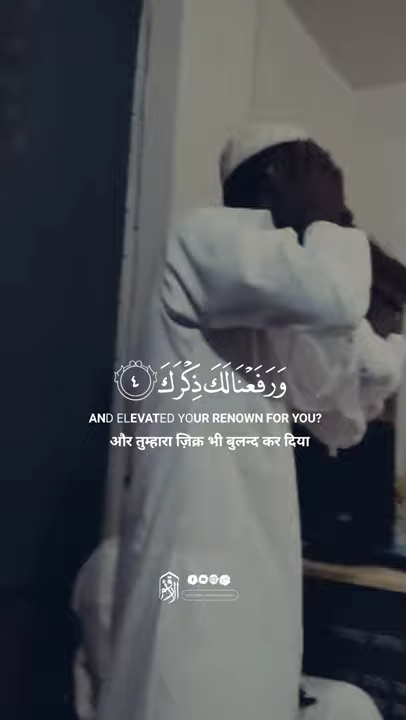 وَرَفَعْنَا لَكَ ذِكْرَكَ ٤
AND ELEVATED YOUR RENOWN FOR YOU?
और तुम्हारा ज़िक्र भी बुलन्द कर दिया